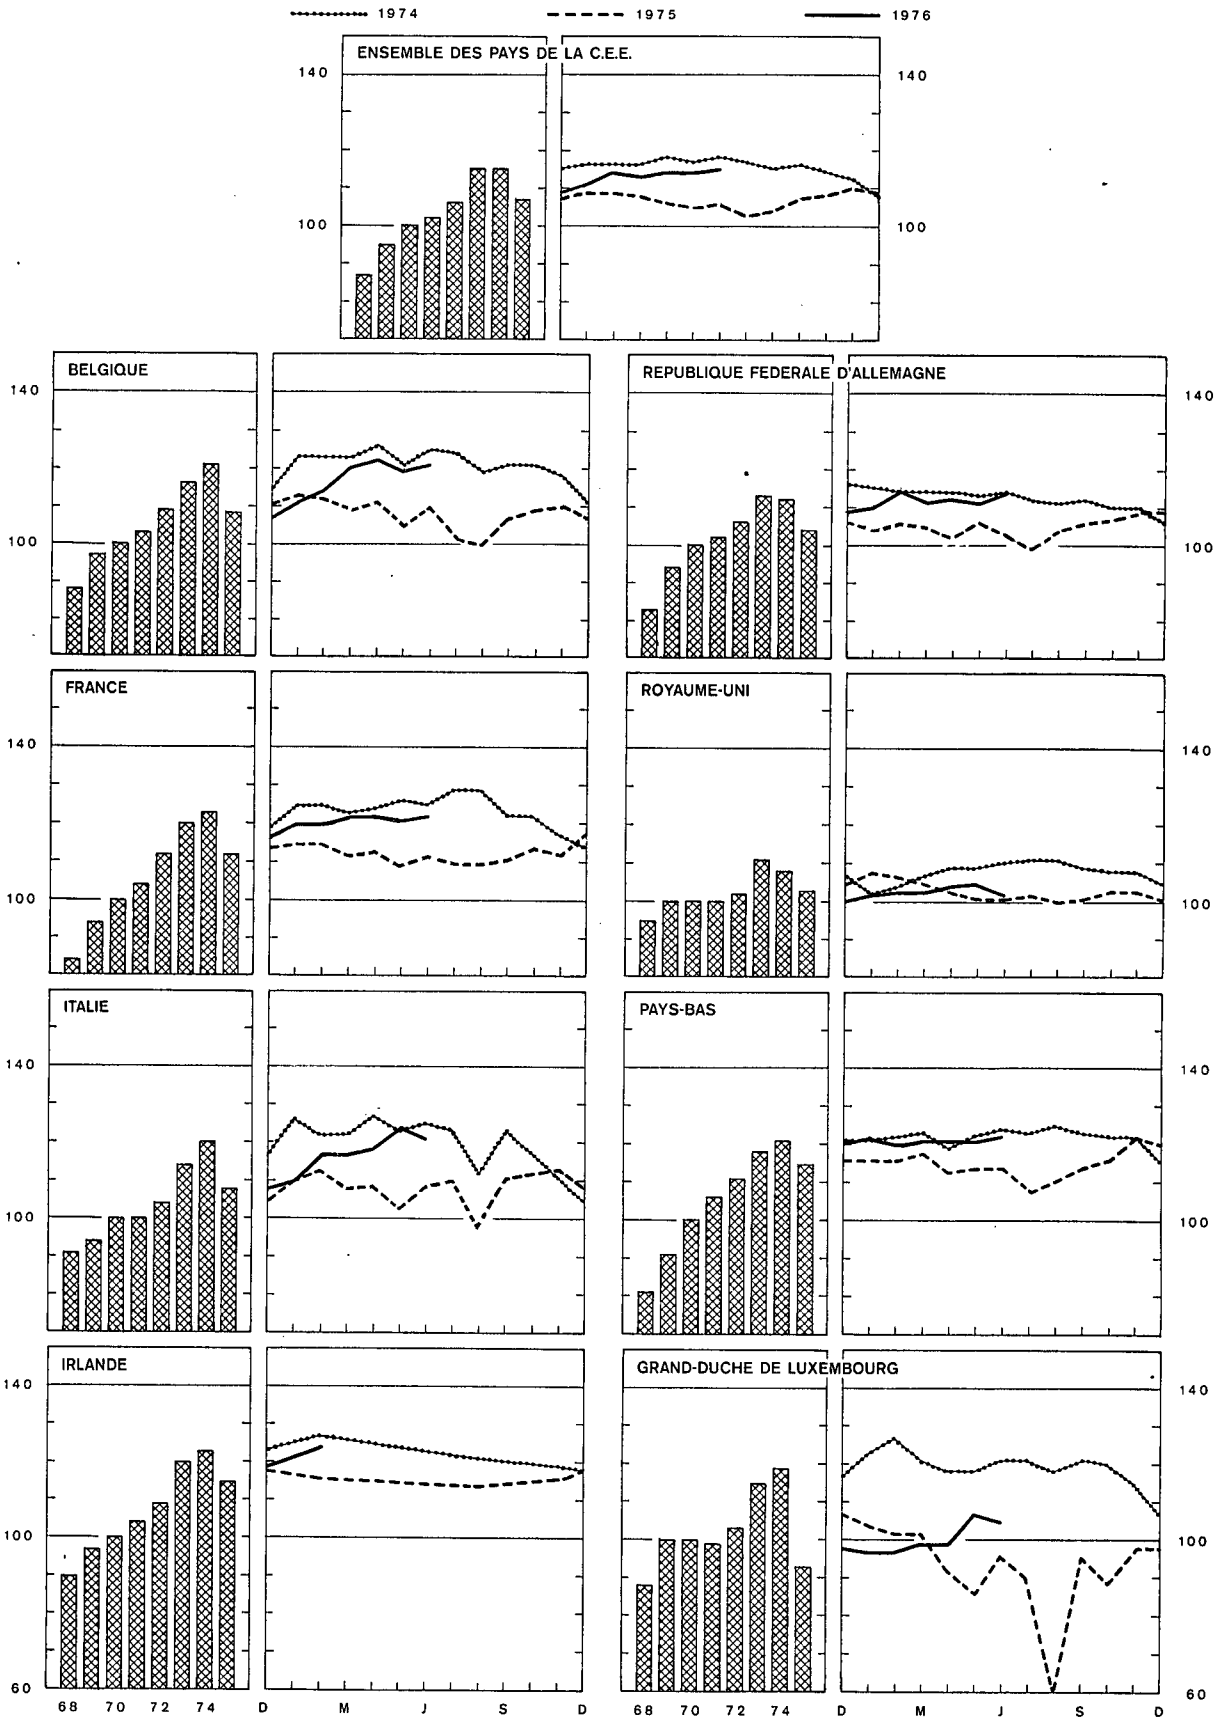 1974 1975 1976
ENSEMBLE DES PAYS DE LA C.E.E.
140 140
100 100
BELGIQUE REPUBLIQUE FEDERALE D'ALLEMAGNE
140 140
100 100
FRANCE ROYAUME-UNI
140 140
100 100
ITALIE PAYS-BAS
140 140
100 100
IRLANDE GRAND-DUCHE DE LUXEMBOURG
140 140
100 100
60 60
68 70 72 74 D M J S D 68 70 72 74 D M J S D